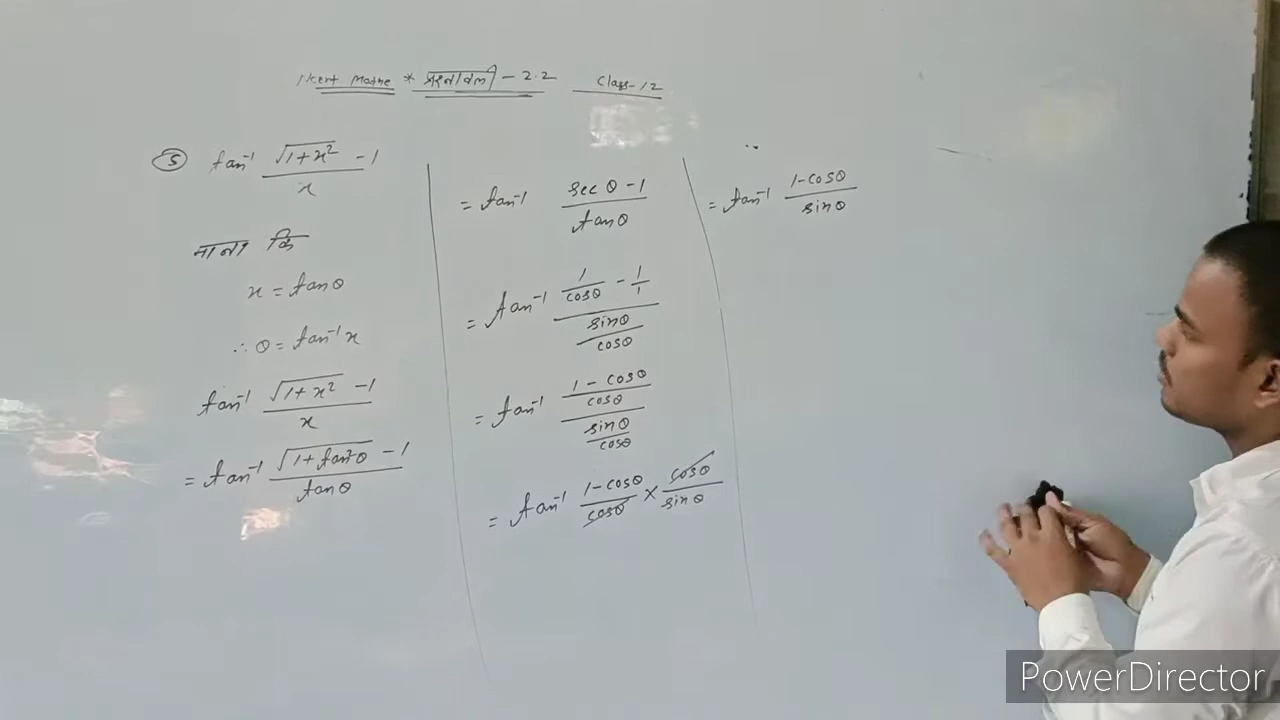 Ncert Maths * प्रश्नावली - 2.2 Class-12
⑤ tan⁻¹ (√(1+x²) - 1)/x
माना कि
x = tanθ
∴ θ = tan⁻¹x
tan⁻¹ (√(1+x²) - 1)/x
= tan⁻¹ (√(1+tan²θ) - 1)/tanθ
= tan⁻¹ (secθ - 1)/tanθ
= tan⁻¹ (1/cosθ - 1/1)/(sinθ/cosθ)
= tan⁻¹ ((1 - cosθ)/cosθ)/(sinθ/cosθ)
= tan⁻¹ (1-cosθ)/cosθ × cosθ/sinθ
= tan⁻¹ (1-cosθ)/sinθ
PowerDirector